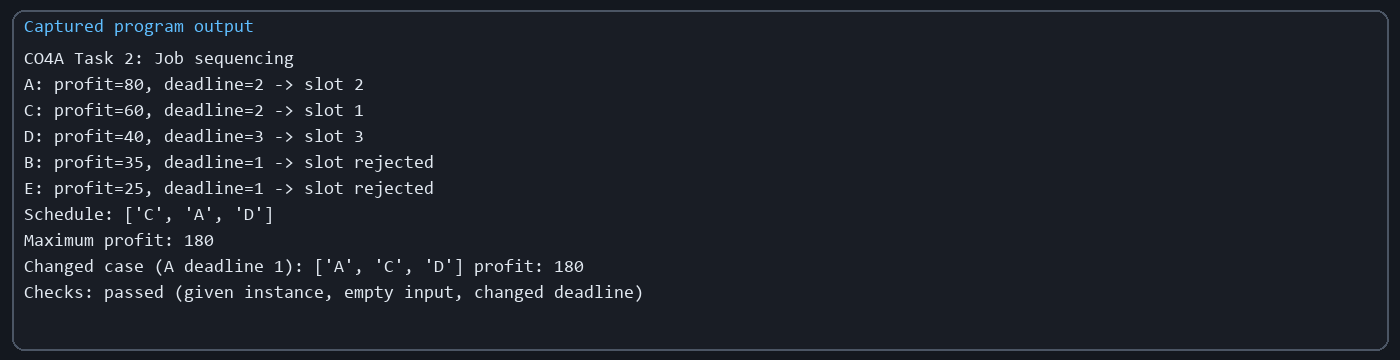 Captured program output
CO4A Task 2: Job sequencing
A: profit=80, deadline=2 -> slot 2
C: profit=60, deadline=2 -> slot 1
D: profit=40, deadline=3 -> slot 3
B: profit=35, deadline=1 -> slot rejected
E: profit=25, deadline=1 -> slot rejected
Schedule: ['C', 'A', 'D']
Maximum profit: 180
Changed case (A deadline 1): ['A', 'C', 'D'] profit: 180
Checks: passed (given instance, empty input, changed deadline)